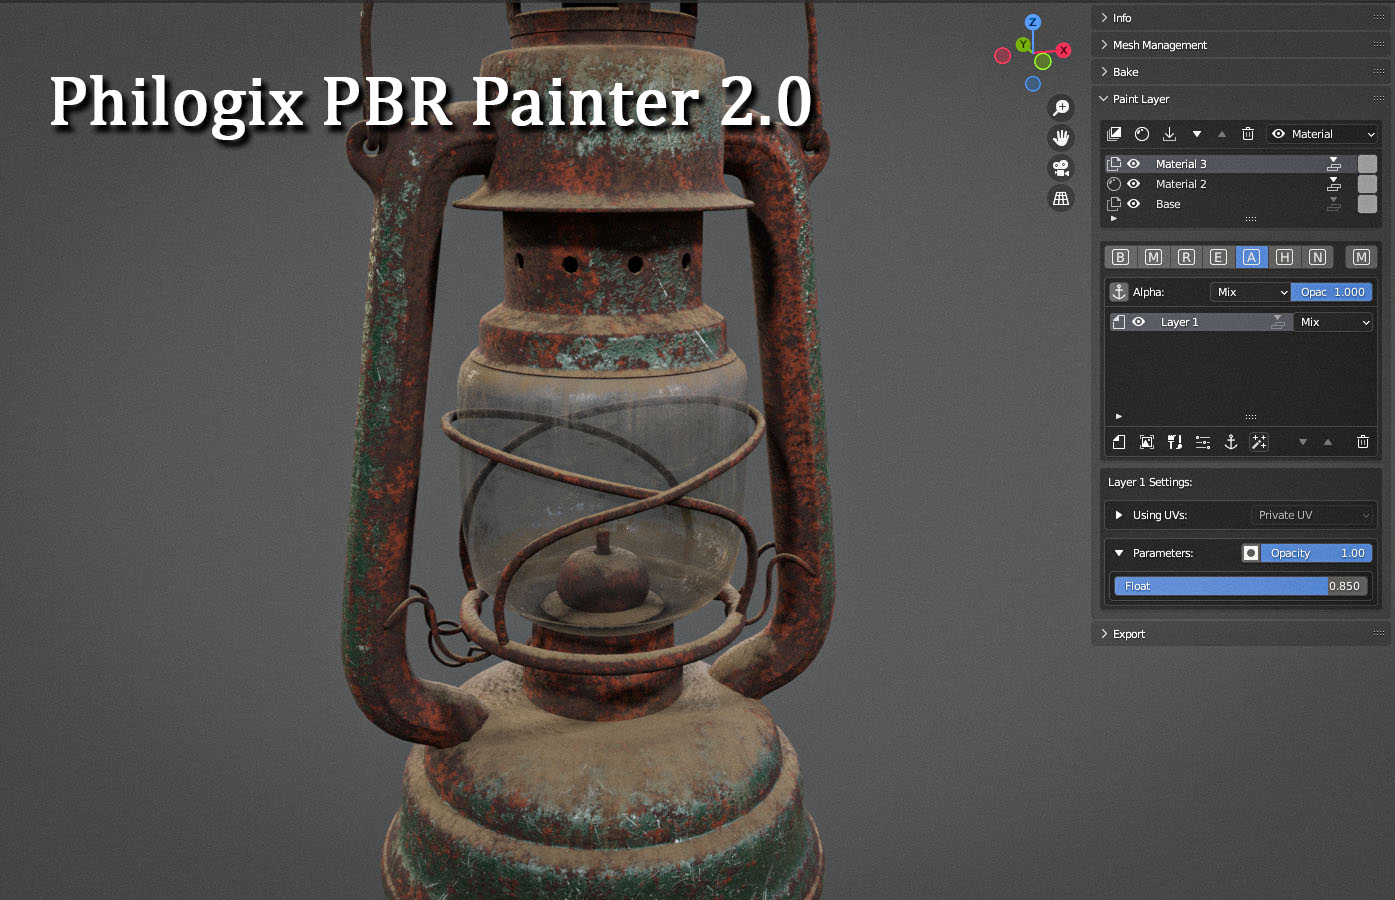 Philogix PBR Painter 2.0
Z
Y
X
Info
Mesh Management
Bake
Paint Layer
Material
Material 3
Material 2
Base
B M R E A H N M
Alpha: Mix Opac 1.000
Layer 1 Mix
Layer 1 Settings:
Using UVs: Private UV
Parameters: Opacity 1.00
Float 0.850
Export